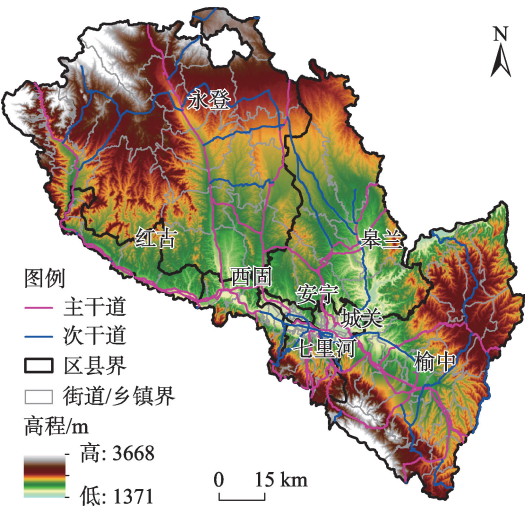 N
永登
红古
皋兰
西固
安宁
城关
七里河
榆中
图例
主干道
次干道
区县界
街道/乡镇界
高程/m
高: 3668
低: 1371
0 15 km